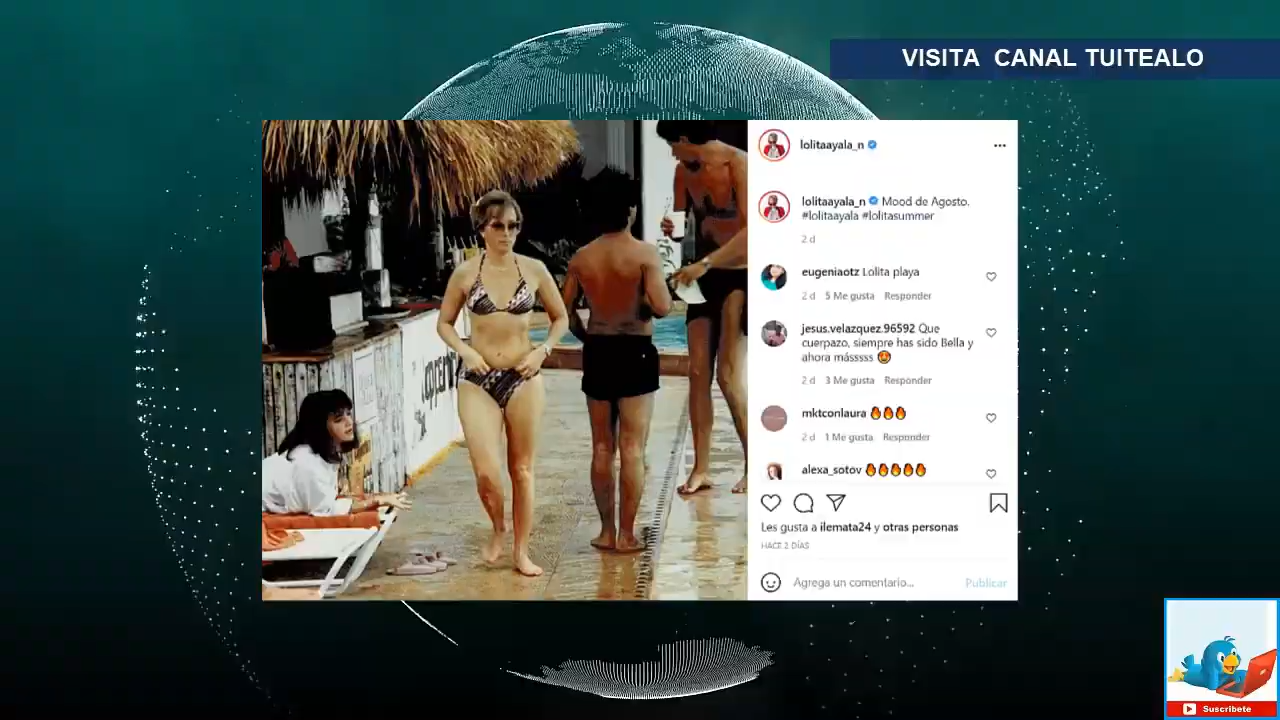 VISITA CANAL TUITEALO
lolitaayala_n
lolitaayala_n Mood de Agosto.
#lolitaayala #lolitasummer
2 d
eugeniaotz Lolita playa
2 d 5 Me gusta Responder
jesus.velazquez.96592 Que
cuerpazo, siempre has sido Bella y
ahora másssss 😍
2 d 3 Me gusta Responder
mktconlaura 🔥🔥🔥
2 d 1 Me gusta Responder
alexa_sotov 🔥🔥🔥🔥🔥
Les gusta a ilemata24 y otras personas
HACE 2 DÍAS
Agrega un comentario... Publicar
Suscribete